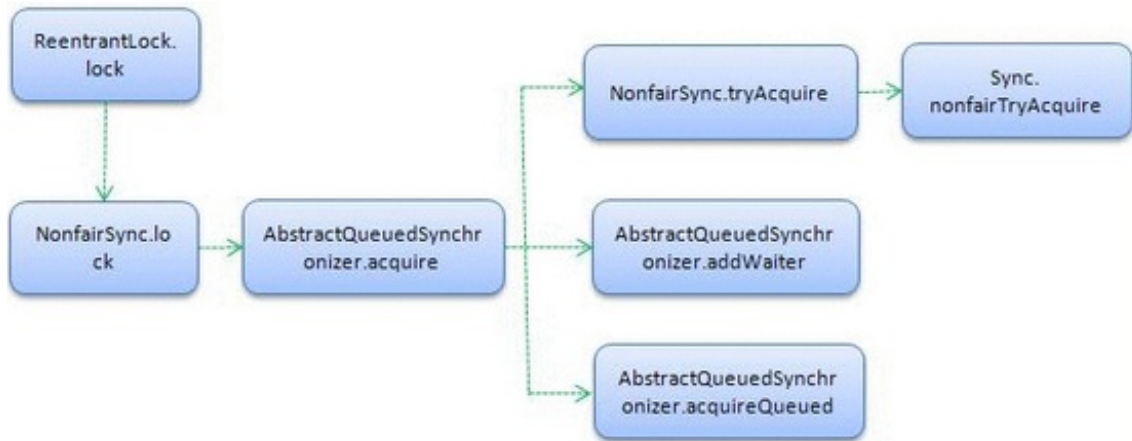 ReentrantLock.
lock
NonfairSync.tryAcquire
Sync.
nonfairTryAcquire
NonfairSync.lo
ck
AbstractQueuedSynchr
onizer.acquire
AbstractQueuedSynchr
onizer.addWaiter
AbstractQueuedSynchr
onizer.acquireQueued